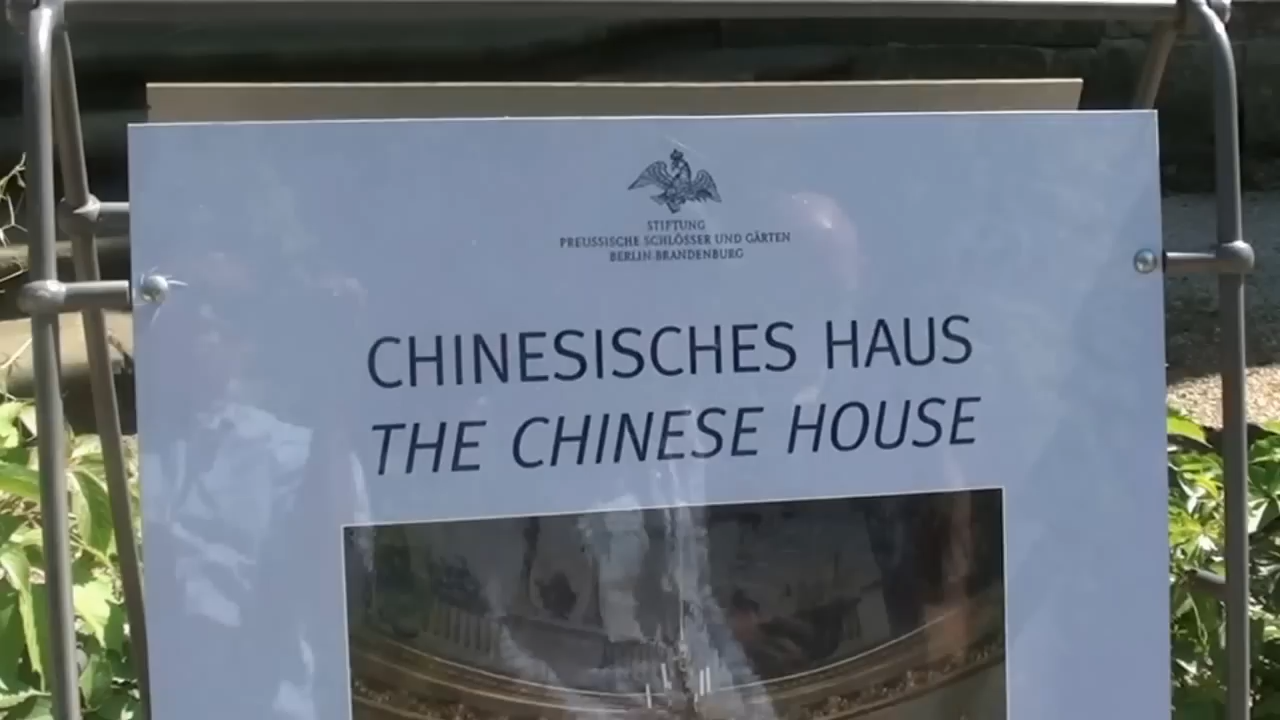 STIFTUNG
PREUSSISCHE SCHLÖSSER UND GÄRTEN
BERLIN-BRANDENBURG
CHINESISCHES HAUS
THE CHINESE HOUSE